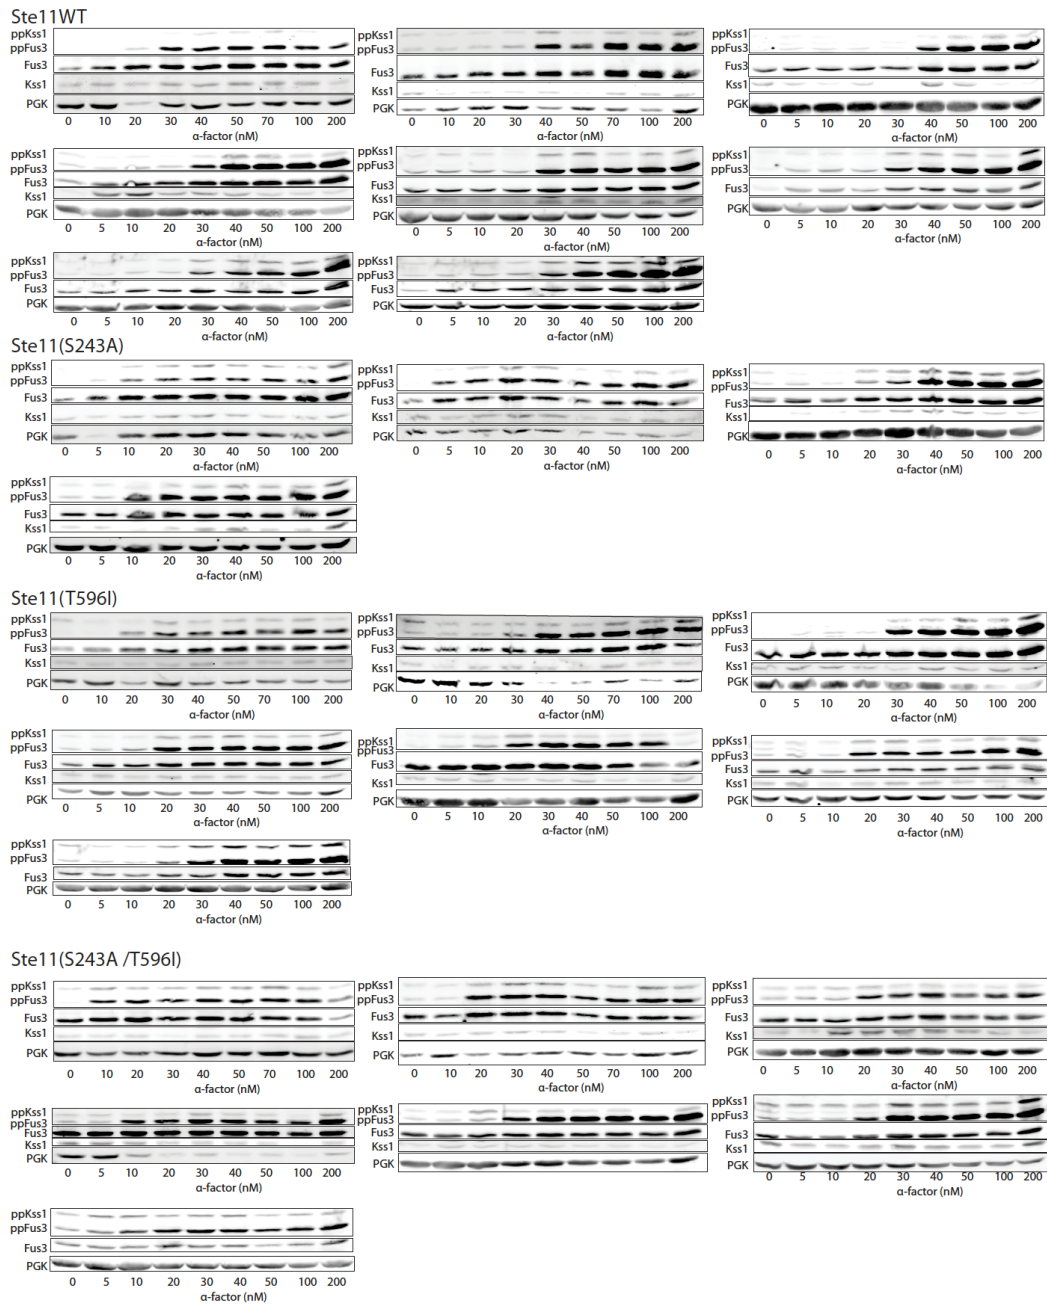 Ste11WT
ppKss1
ppFus3
Fus3
Kss1
PGK
0 10 20 30 40 50 70 100 200
α-factor (nM)
ppKss1
ppFus3
Fus3
Kss1
PGK
0 10 20 30 40 50 70 100 200
α-factor (nM)
ppKss1
ppFus3
Fus3
Kss1
PGK
0 5 10 20 30 40 50 100 200
α-factor (nM)
ppKss1
ppFus3
Fus3
Kss1
PGK
0 5 10 20 30 40 50 100 200
α-factor (nM)
ppKss1
ppFus3
Fus3
Kss1
PGK
0 5 10 20 30 40 50 100 200
α-factor (nM)
ppKss1
ppFus3
Fus3
Kss1
PGK
0 5 10 20 30 40 50 100 200
α-factor (nM)
ppKss1
ppFus3
Fus3
PGK
0 5 10 20 30 40 50 100 200
α-factor (nM)
ppKss1
ppFus3
Fus3
PGK
0 5 10 20 30 40 50 100 200
α-factor (nM)
Ste11(S243A)
ppKss1
ppFus3
Fus3
Kss1
PGK
0 5 10 20 30 40 50 100 200
α-factor (nM)
ppKss1
ppFus3
Fus3
Kss1
PGK
0 5 10 20 30 40 50 100 200
α-factor (nM)
ppKss1
ppFus3
Fus3
Kss1
PGK
0 5 10 20 30 40 50 100 200
α-factor (nM)
ppKss1
ppFus3
Fus3
Kss1
PGK
0 5 10 20 30 40 50 100 200
α-factor (nM)
Ste11(T596I)
ppKss1
ppFus3
Fus3
Kss1
PGK
0 10 20 30 40 50 70 100 200
α-factor (nM)
ppKss1
ppFus3
Fus3
Kss1
PGK
0 10 20 30 40 50 70 100 200
α-factor (nM)
ppKss1
ppFus3
Fus3
Kss1
PGK
0 5 10 20 30 40 50 100 200
α-factor (nM)
ppKss1
ppFus3
Fus3
Kss1
PGK
0 5 10 20 30 40 50 100 200
α-factor (nM)
ppKss1
ppFus3
Fus3
Kss1
PGK
0 5 10 20 30 40 50 100 200
α-factor (nM)
ppKss1
ppFus3
Fus3
Kss1
PGK
0 5 10 20 30 40 50 100 200
α-factor (nM)
ppKss1
ppFus3
Fus3
PGK
0 5 10 20 30 40 50 100 200
α-factor (nM)
Ste11(S243A /T596I)
ppKss1
ppFus3
Fus3
Kss1
PGK
0 10 20 30 40 50 70 100 200
α-factor (nM)
ppKss1
ppFus3
Fus3
Kss1
PGK
0 10 20 30 40 50 70 100 200
α-factor (nM)
ppKss1
ppFus3
Fus3
Kss1
PGK
0 5 10 20 30 40 50 100 200
α-factor (nM)
ppKss1
ppFus3
Fus3
Kss1
PGK
0 5 10 20 30 40 50 100 200
α-factor (nM)
ppKss1
ppFus3
Fus3
Kss1
PGK
0 5 10 20 30 40 50 100 200
α-factor (nM)
ppKss1
ppFus3
Fus3
Kss1
PGK
0 5 10 20 30 40 50 100 200
α-factor (nM)
ppKss1
ppFus3
Fus3
PGK
0 5 10 20 30 40 50 100 200
α-factor (nM)